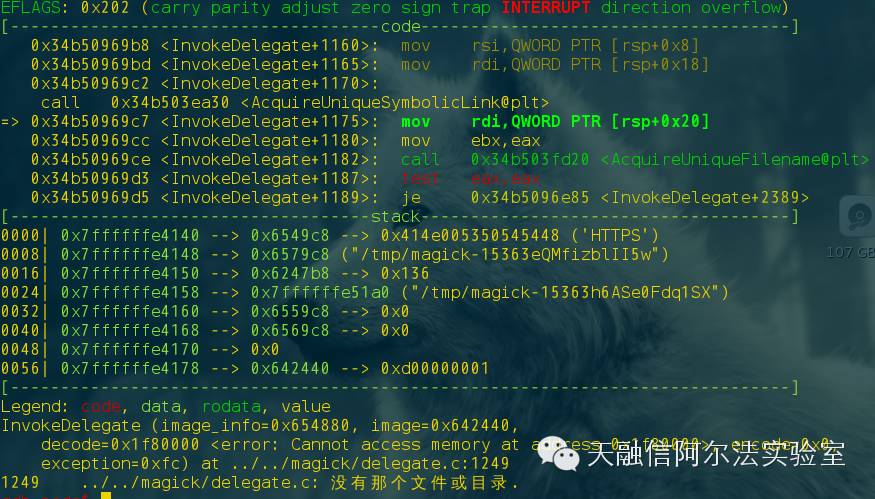 EFLAGS: 0x202 (carry parity adjust zero sign trap INTERRUPT direction overflow)
[-------------------------------------code-------------------------------------]
   0x34b50969b8 <InvokeDelegate+1160>:	mov    rsi,QWORD PTR [rsp+0x8]
   0x34b50969bd <InvokeDelegate+1165>:	mov    rdi,QWORD PTR [rsp+0x18]
   0x34b50969c2 <InvokeDelegate+1170>:
    call   0x34b503ea30 <AcquireUniqueSymbolicLink@plt>
=> 0x34b50969c7 <InvokeDelegate+1175>:	mov    rdi,QWORD PTR [rsp+0x20]
   0x34b50969cc <InvokeDelegate+1180>:	mov    ebx,eax
   0x34b50969ce <InvokeDelegate+1182>:	call   0x34b503fd20 <AcquireUniqueFilename@plt>
   0x34b50969d3 <InvokeDelegate+1187>:	test   eax,eax
   0x34b50969d5 <InvokeDelegate+1189>:	je     0x34b5096e85 <InvokeDelegate+2389>
[------------------------------------stack-------------------------------------]
0000| 0x7ffffffe4140 --> 0x6549c8 --> 0x414e005350545448 ('HTTPS')
0008| 0x7ffffffe4148 --> 0x6579c8 ("/tmp/magick-15363eQMfizblII5w")
0016| 0x7ffffffe4150 --> 0x6247b8 --> 0x136
0024| 0x7ffffffe4158 --> 0x7ffffffe51a0 ("/tmp/magick-15363h6ASe0Fdq1SX")
0032| 0x7ffffffe4160 --> 0x6559c8 --> 0x0
0040| 0x7ffffffe4168 --> 0x6569c8 --> 0x0
0048| 0x7ffffffe4170 --> 0x0
0056| 0x7ffffffe4178 --> 0x642440 --> 0xd00000001
[------------------------------------------------------------------------------]
Legend: code, data, rodata, value
InvokeDelegate (image_info=0x654880, image=0x642440,
    decode=0x1f80000 <error: Cannot access memory at address 0x1f80000>, encode=0x0,
    exception=0xfc) at ../../magick/delegate.c:1249
1249	../../magick/delegate.c: 没有那个文件或目录.
107 GB
天融信阿尔法实验室